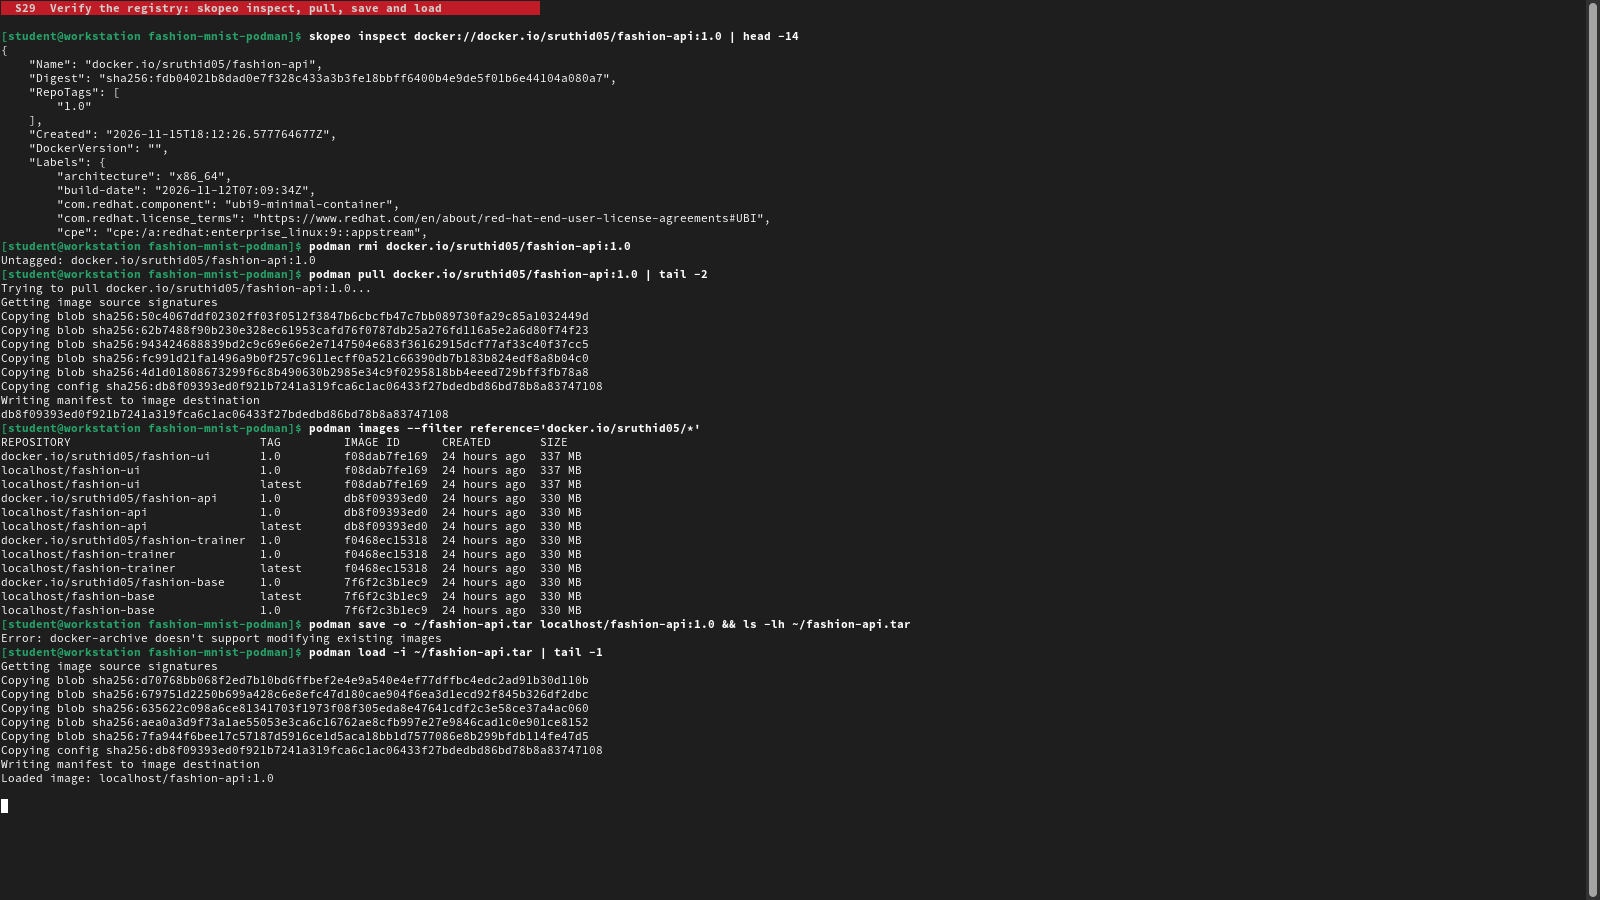 S29  Verify the registry: skopeo inspect, pull, save and load
[student@workstation fashion-mnist-podman]$ skopeo inspect docker://docker.io/sruthid05/fashion-api:1.0 | head -14
{
    "Name": "docker.io/sruthid05/fashion-api",
    "Digest": "sha256:fdb04021b8dad0e7f328c433a3b3fe18bbff6400b4e9de5f01b6e44104a080a7",
    "RepoTags": [
        "1.0"
    ],
    "Created": "2026-11-15T18:12:26.577764677Z",
    "DockerVersion": "",
    "Labels": {
        "architecture": "x86_64",
        "build-date": "2026-11-12T07:09:34Z",
        "com.redhat.component": "ubi9-minimal-container",
        "com.redhat.license_terms": "https://www.redhat.com/en/about/red-hat-end-user-license-agreements#UBI",
        "cpe": "cpe:/a:redhat:enterprise_linux:9::appstream",
[student@workstation fashion-mnist-podman]$ podman rmi docker.io/sruthid05/fashion-api:1.0
Untagged: docker.io/sruthid05/fashion-api:1.0
[student@workstation fashion-mnist-podman]$ podman pull docker.io/sruthid05/fashion-api:1.0 | tail -2
Trying to pull docker.io/sruthid05/fashion-api:1.0...
Getting image source signatures
Copying blob sha256:50c4067ddf02302ff03f0512f3847b6cbcfb47c7bb089730fa29c85a1032449d
Copying blob sha256:62b7488f90b230e328ec61953cafd76f0787db25a276fd116a5e2a6d80f74f23
Copying blob sha256:943424688839bd2c9c69e66e2e7147504e683f36162915dcf77af33c40f37cc5
Copying blob sha256:fc991d21fa1496a9b0f257c9611ecff0a521c66390db7b183b824edf8a8b04c0
Copying blob sha256:4d1d01808673299f6c8b490630b2985e34c9f0295818bb4eeed729bff3fb78a8
Copying config sha256:db8f09393ed0f921b7241a319fca6c1ac06433f27bdedbd86bd78b8a83747108
Writing manifest to image destination
db8f09393ed0f921b7241a319fca6c1ac06433f27bdedbd86bd78b8a83747108
[student@workstation fashion-mnist-podman]$ podman images --filter reference='docker.io/sruthid05/*'
REPOSITORY                           TAG         IMAGE ID      CREATED       SIZE
docker.io/sruthid05/fashion-ui       1.0         f08dab7fe169  24 hours ago  337 MB
localhost/fashion-ui                 1.0         f08dab7fe169  24 hours ago  337 MB
localhost/fashion-ui                 latest      f08dab7fe169  24 hours ago  337 MB
docker.io/sruthid05/fashion-api      1.0         db8f09393ed0  24 hours ago  330 MB
localhost/fashion-api                1.0         db8f09393ed0  24 hours ago  330 MB
localhost/fashion-api                latest      db8f09393ed0  24 hours ago  330 MB
docker.io/sruthid05/fashion-trainer  1.0         f0468ec15318  24 hours ago  330 MB
localhost/fashion-trainer            1.0         f0468ec15318  24 hours ago  330 MB
localhost/fashion-trainer            latest      f0468ec15318  24 hours ago  330 MB
docker.io/sruthid05/fashion-base     1.0         7f6f2c3b1ec9  24 hours ago  330 MB
localhost/fashion-base               latest      7f6f2c3b1ec9  24 hours ago  330 MB
localhost/fashion-base               1.0         7f6f2c3b1ec9  24 hours ago  330 MB
[student@workstation fashion-mnist-podman]$ podman save -o ~/fashion-api.tar localhost/fashion-api:1.0 && ls -lh ~/fashion-api.tar
Error: docker-archive doesn't support modifying existing images
[student@workstation fashion-mnist-podman]$ podman load -i ~/fashion-api.tar | tail -1
Getting image source signatures
Copying blob sha256:d70768bb068f2ed7b10bd6ffbef2e4e9a540e4ef77dffbc4edc2ad91b30d110b
Copying blob sha256:679751d2250b699a428c6e8efc47d180cae904f6ea3d1ecd92f845b326df2dbc
Copying blob sha256:635622c098a6ce81341703f1973f08f305eda8e47641cdf2c3e58ce37a4ac060
Copying blob sha256:aea0a3d9f73a1ae55053e3ca6c16762ae8cfb997e27e9846cad1c0e901ce8152
Copying blob sha256:7fa944f6bee17c57187d5916ce1d5aca18bb1d7577086e8b299bfdb114fe47d5
Copying config sha256:db8f09393ed0f921b7241a319fca6c1ac06433f27bdedbd86bd78b8a83747108
Writing manifest to image destination
Loaded image: localhost/fashion-api:1.0